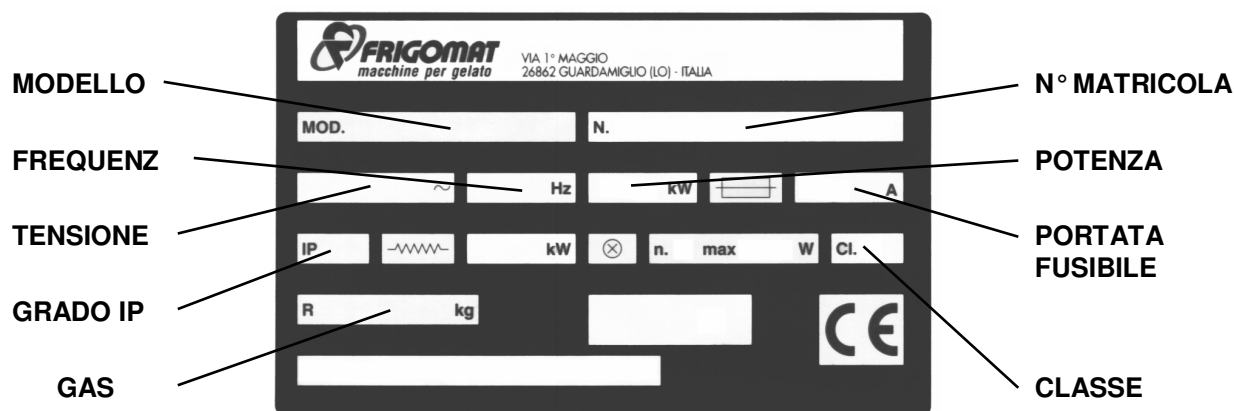 FRIGOMAT
macchine per gelato
VIA 1° MAGGIO
26862 GUARDAMIGLIO (LO) - ITALIA
MODELLO
N° MATRICOLA
MOD.
N.
FREQUENZ
POTENZA
~ Hz kW A
TENSIONE
PORTATA
FUSIBILE
IP kW n. max W Cl.
GRADO IP
R kg
CE
GAS
CLASSE